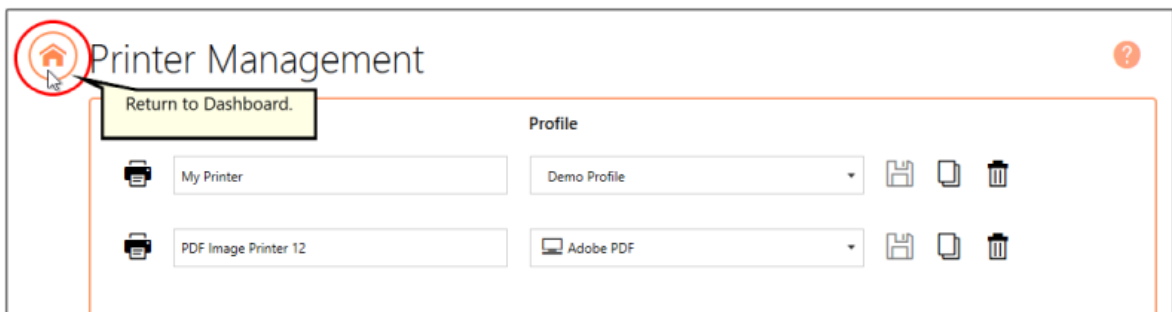 Printer Management
?
Return to Dashboard.
Profile
My Printer
Demo Profile
PDF Image Printer 12
Adobe PDF